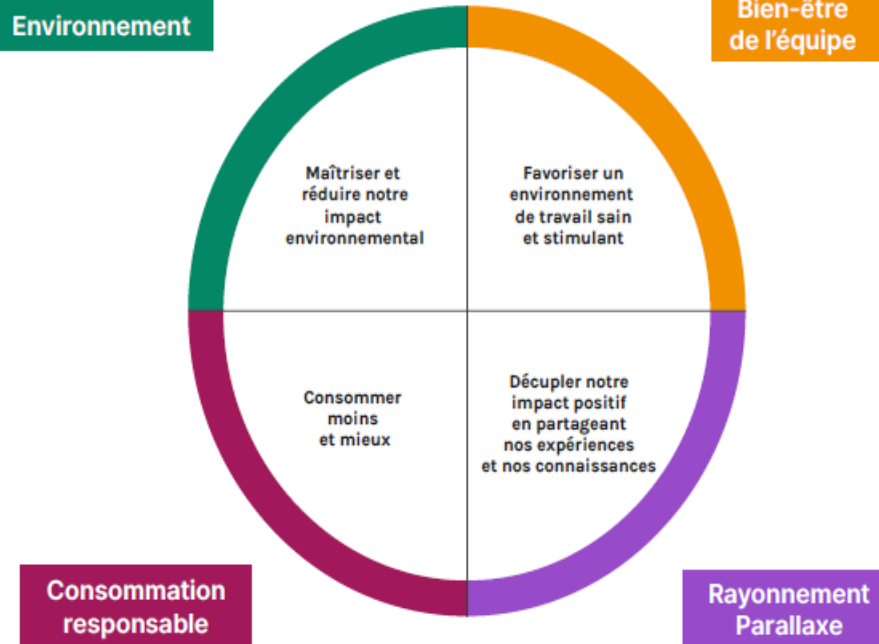 Environnement
Bien-être
de l'équipe
Maîtriser et
réduire notre
impact
environnemental
Favoriser un
environnement
de travail sain
et stimulant
Consommer
moins
et mieux
Décupler notre
impact positif
en partageant
nos expériences
et nos connaissances
Consommation
responsable
Rayonnement
Parallaxe